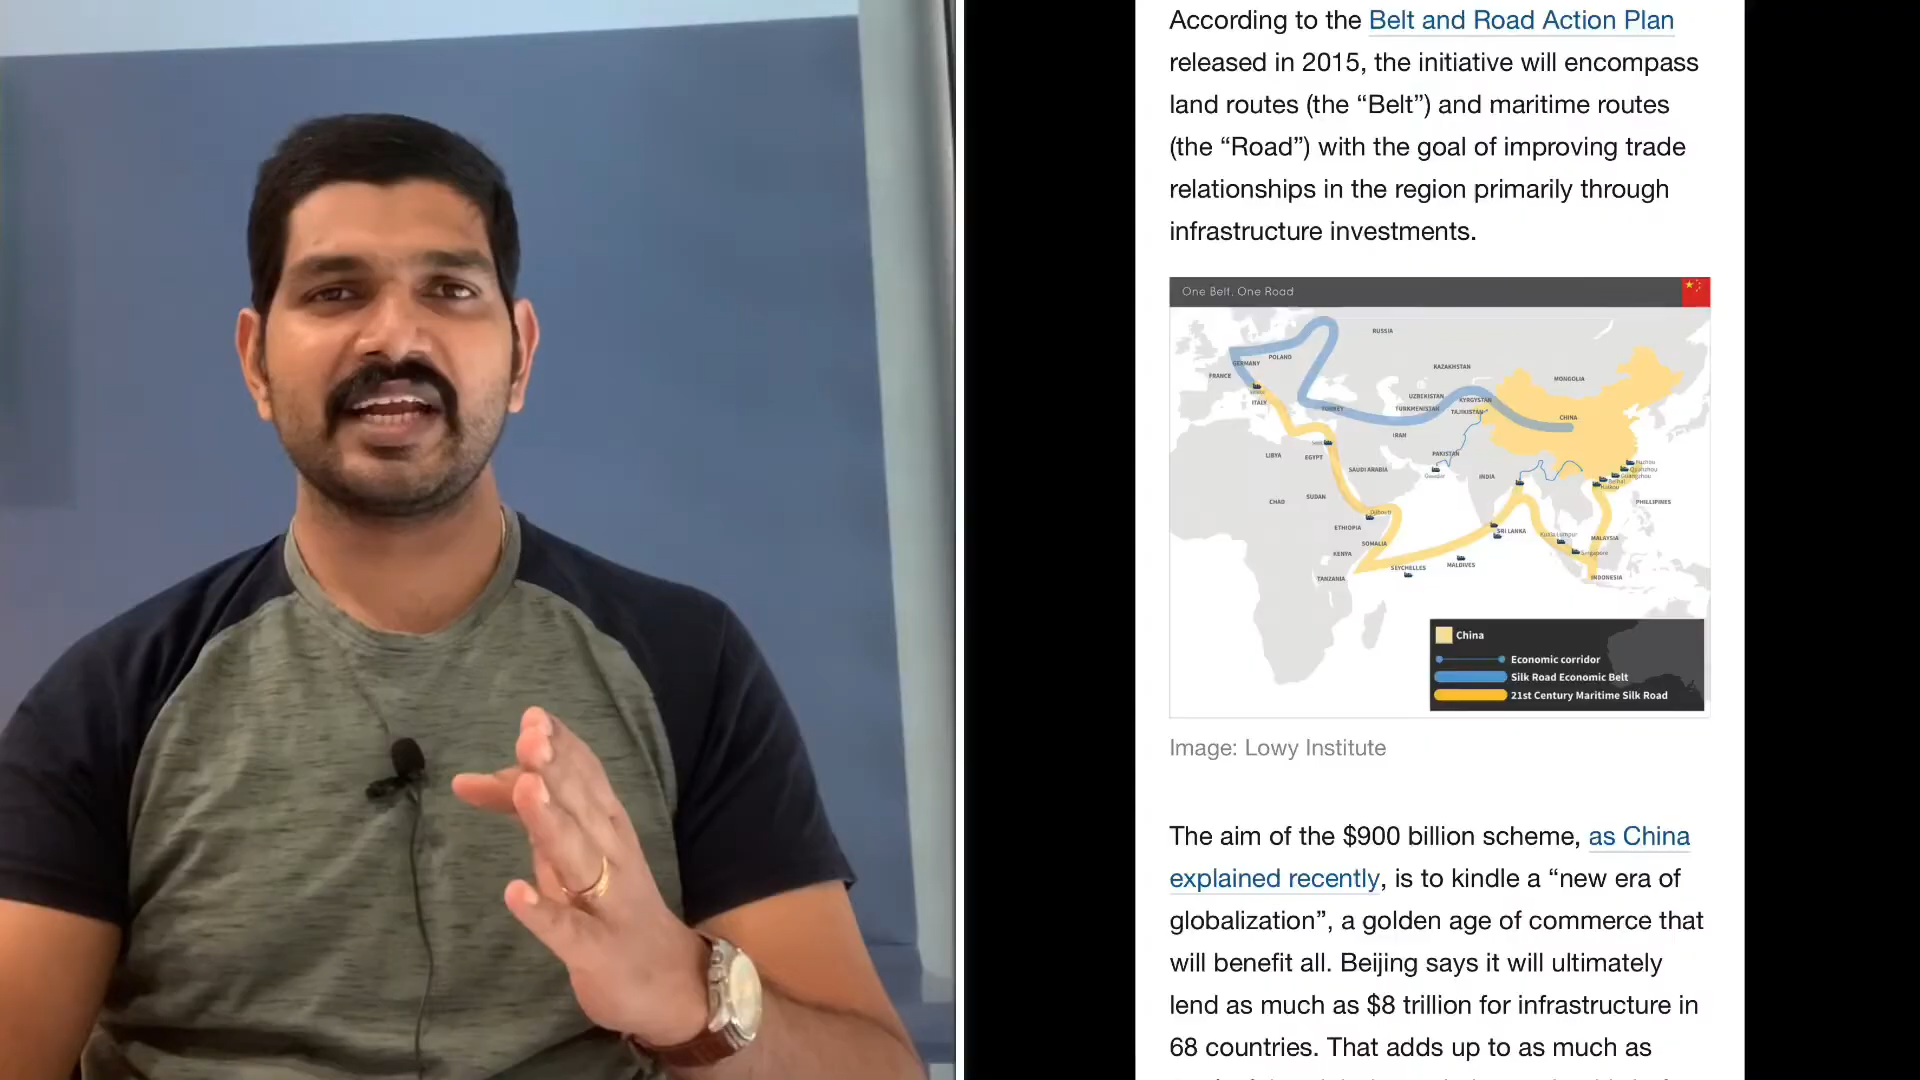 According to the Belt and Road Action Plan
released in 2015, the initiative will encompass
land routes (the “Belt”) and maritime routes
(the “Road”) with the goal of improving trade
relationships in the region primarily through
infrastructure investments.
One Belt, One Road
RUSSIA
POLAND
GERMANY
KAZAKHSTAN
FRANCE
MONGOLIA
UZBEKISTAN
KYRGYSTAN
ITALY
TURKEY
TURKMENISTAN
TAJIKISTAN
CHINA
IRAN
LIBYA
EGYPT
PAKISTAN
SAUDI ARABIA
Gwadar
INDIA
CHAD
SUDAN
PHILLIPINES
Djibouti
ETHIOPIA
SRI LANKA
Kuala Lumpur
MALAYSIA
SOMALIA
KENYA
Singapore
SEYCHELLES
MALDIVES
TANZANIA
INDONESIA
China
Economic corridor
Silk Road Economic Belt
21st Century Maritime Silk Road
Image: Lowy Institute
The aim of the $900 billion scheme, as China
explained recently, is to kindle a “new era of
globalization”, a golden age of commerce that
will benefit all. Beijing says it will ultimately
lend as much as $8 trillion for infrastructure in
68 countries. That adds up to as much as